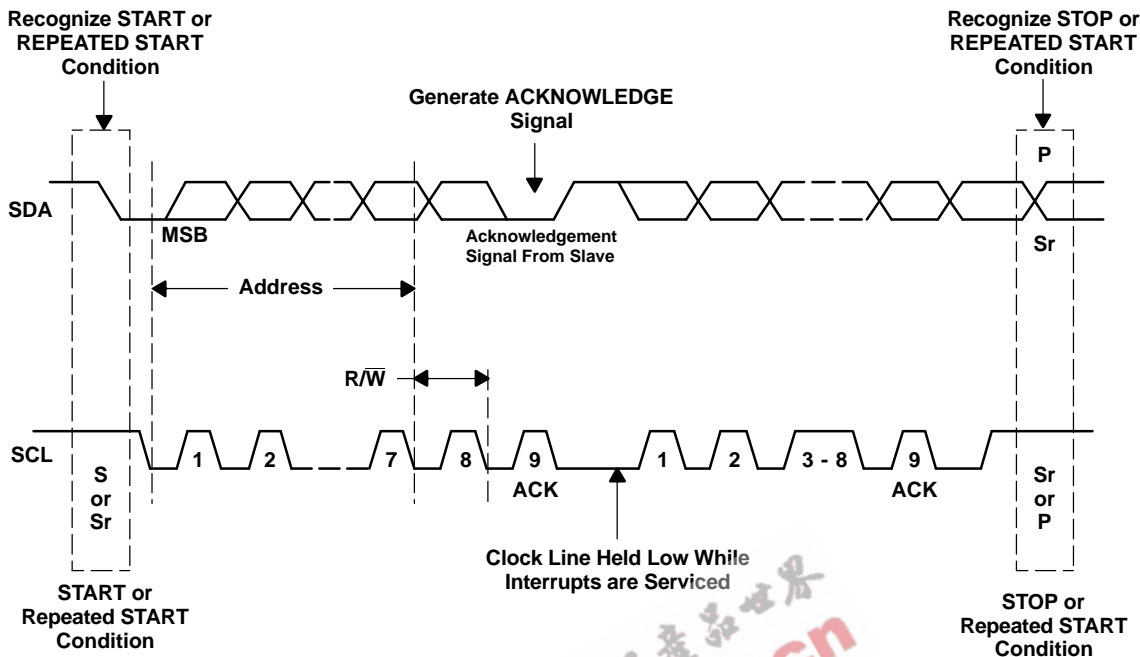 Recognize START or
REPEATED START
Condition
Recognize STOP or
REPEATED START
Condition
Generate ACKNOWLEDGE
Signal
P
SDA
MSB
Acknowledgement
Signal From Slave
Sr
Address
R/W̅
SCL
1
2
7
8
9
1
2
3 - 8
9
ACK
ACK
S
or
Sr
Sr
or
P
Clock Line Held Low While
Interrupts are Serviced
START or
Repeated START
Condition
STOP or
Repeated START
Condition